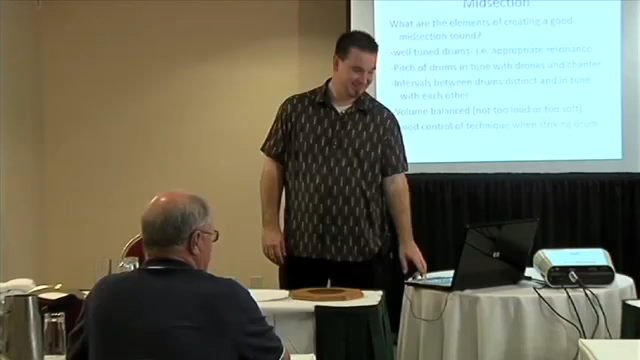 Midsection
What are the elements of creating a good
midsection sound?
-well tuned drums- i.e. appropriate resonance
Pitch of drums in tune with drones and chanter
Intervals between drums distinct and in tune
with each other
Volume balanced (not too loud or too soft)
Good control of technique when striking drum
hp